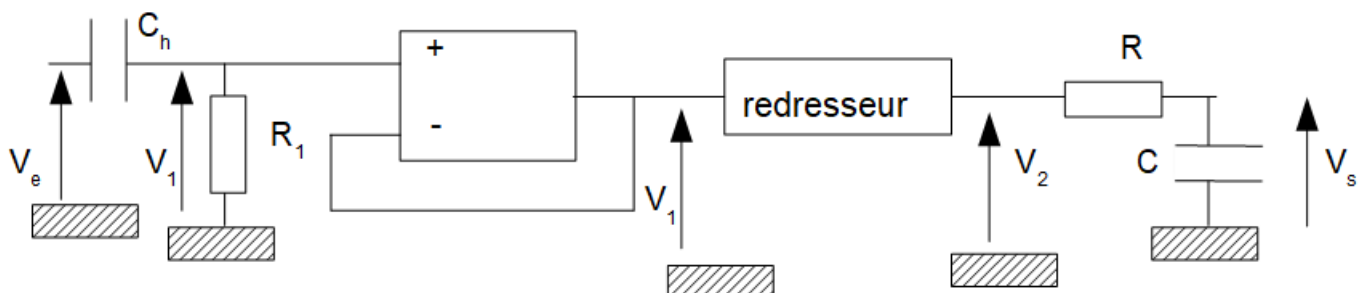 C_h
+
-
V_e
V_1
R_1
V_1
redresseur
V_2
R
C
V_s